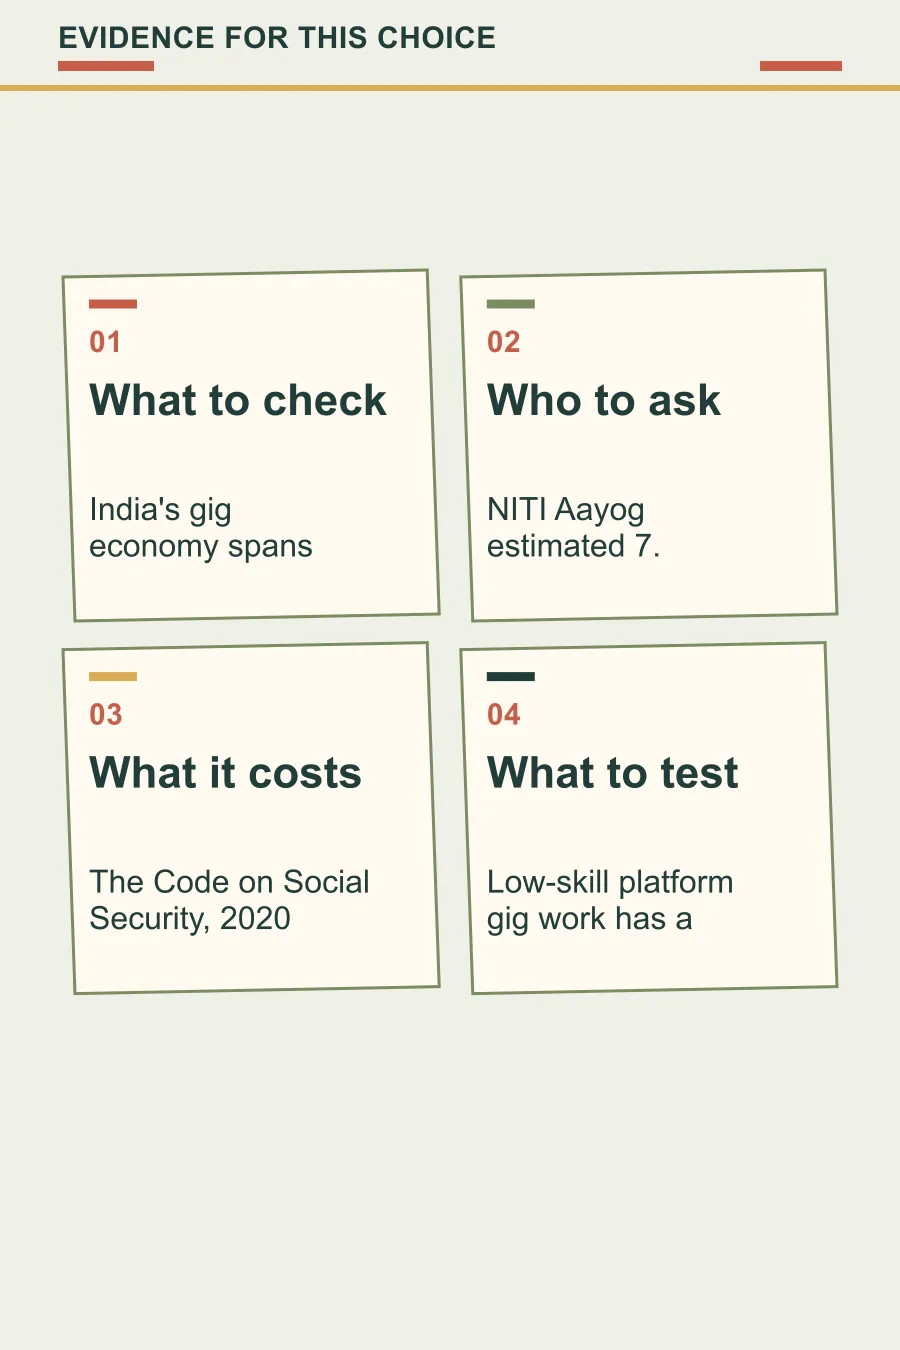 EVIDENCE FOR THIS CHOICE
01
What to check
India's gig
economy spans
02
Who to ask
NITI Aayog
estimated 7.
03
What it costs
The Code on Social
Security, 2020
04
What to test
Low-skill platform
gig work has a